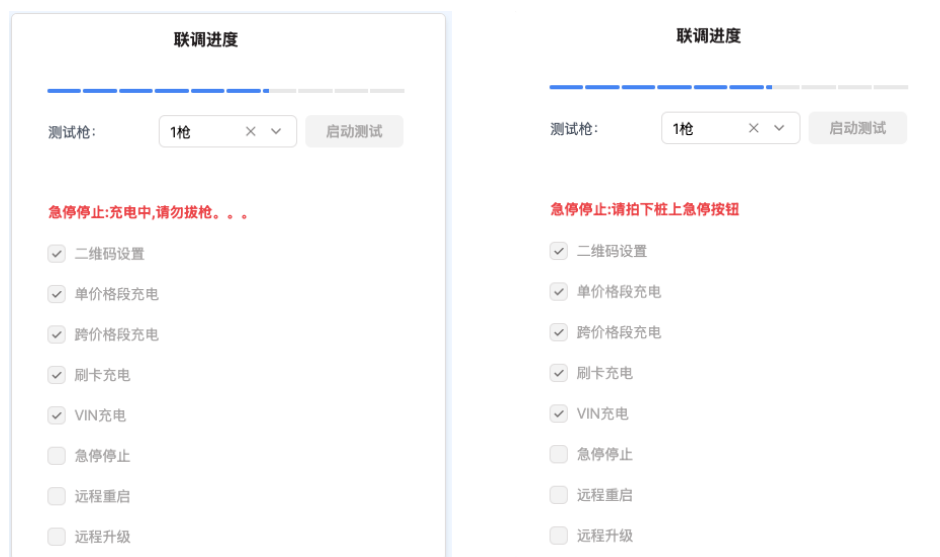 联调进度
测试枪:
1枪
启动测试
急停停止:充电中,请勿拔枪。。。
二维码设置
单价格段充电
跨价格段充电
刷卡充电
VIN充电
急停停止
远程重启
远程升级
联调进度
测试枪:
1枪
启动测试
急停停止:请拍下桩上急停按钮
二维码设置
单价格段充电
跨价格段充电
刷卡充电
VIN充电
急停停止
远程重启
远程升级